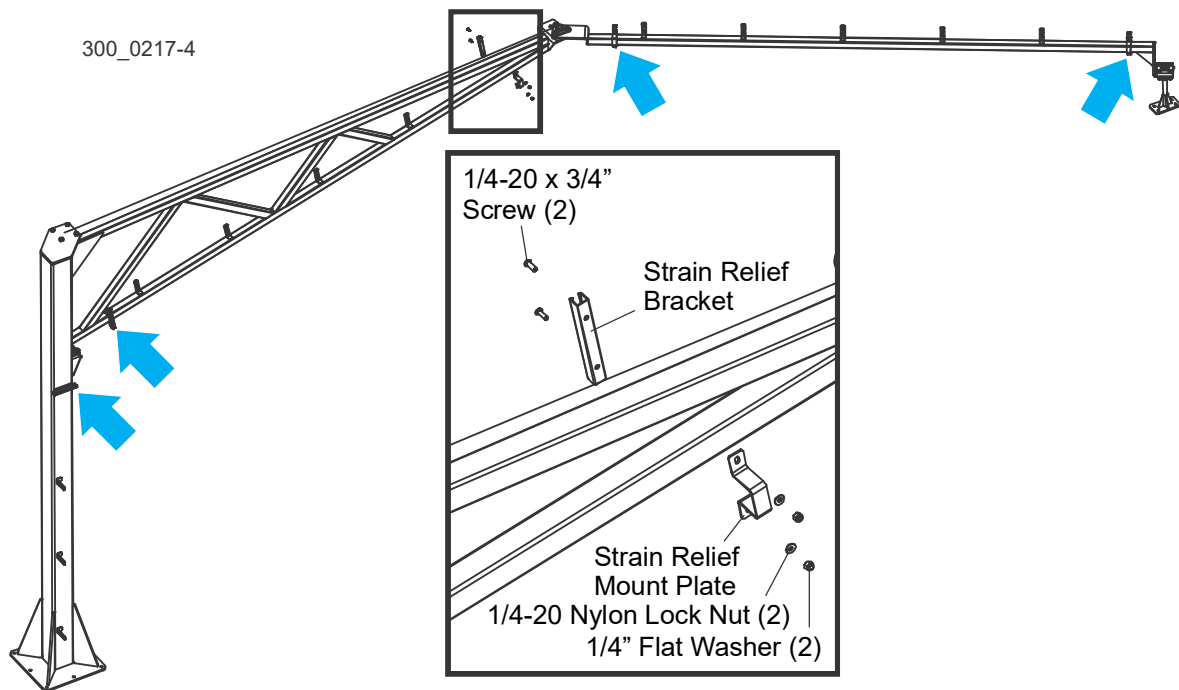 300_0217-4
1/4-20 x 3/4”
Screw (2)
Strain Relief
Bracket
Strain Relief
Mount Plate
1/4-20 Nylon Lock Nut (2)
1/4” Flat Washer (2)